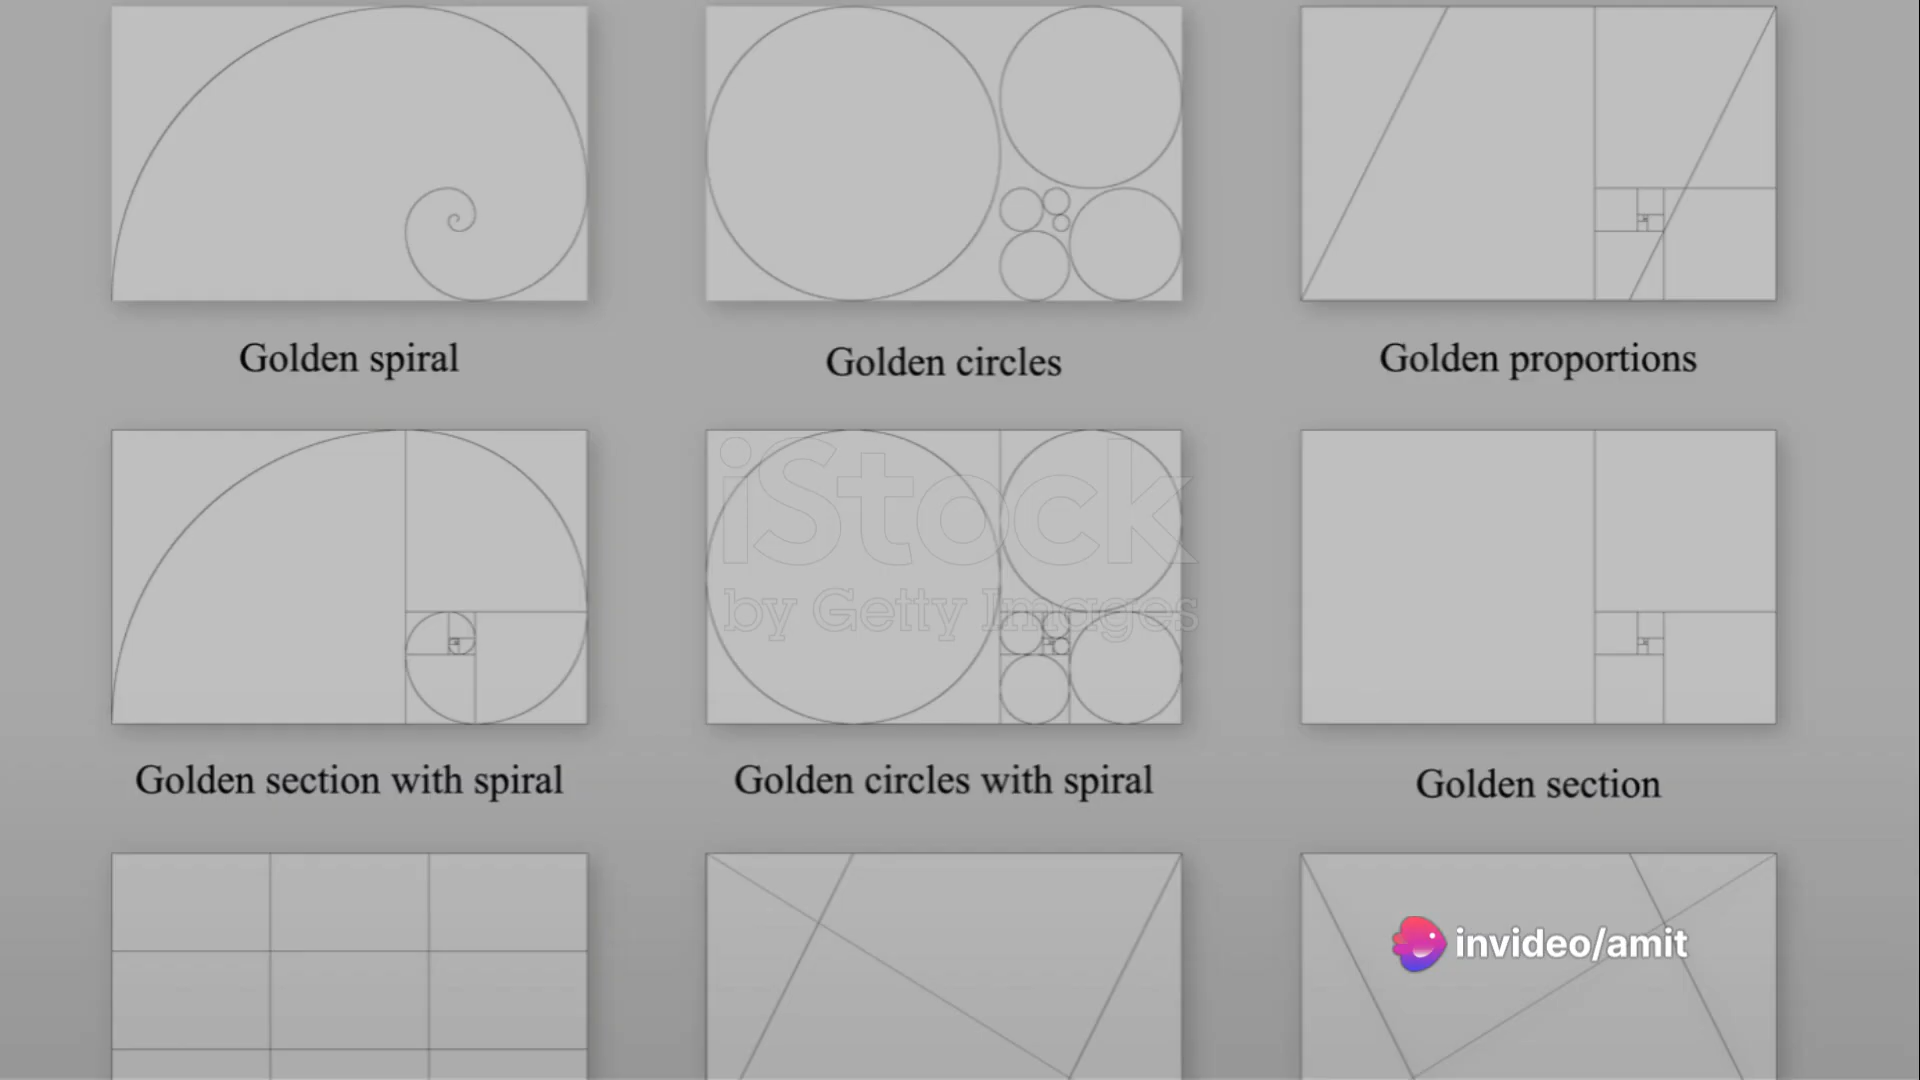 Golden spiral
Golden circles
Golden proportions
iStock
by Getty Images
Golden section with spiral
Golden circles with spiral
Golden section
invideo/amit